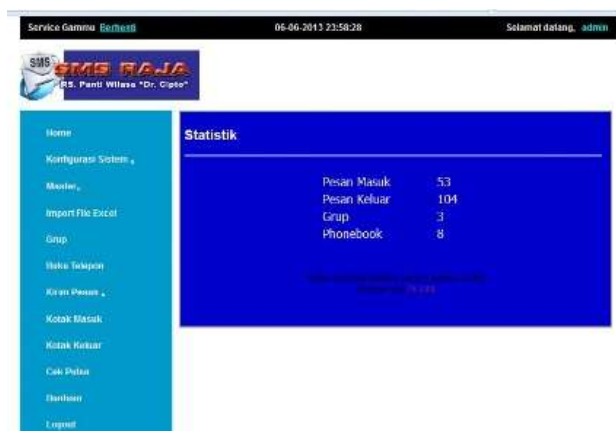 Service Gammu Berhenti
06-06-2013 23:58:28
Selamat datang, admin
SMS
SMS RAJA
RS. Panti Wilasa "Dr. Cipto"
Home
Konfigurasi Sistem
Master
Import File Excel
Grup
Buku Telepon
Kirim Pesan
Kotak Masuk
Kotak Keluar
Cek Pulsa
Bantuan
Logout
Statistik
Pesan Masuk 53
Pesan Keluar 104
Grup 3
Phonebook 8